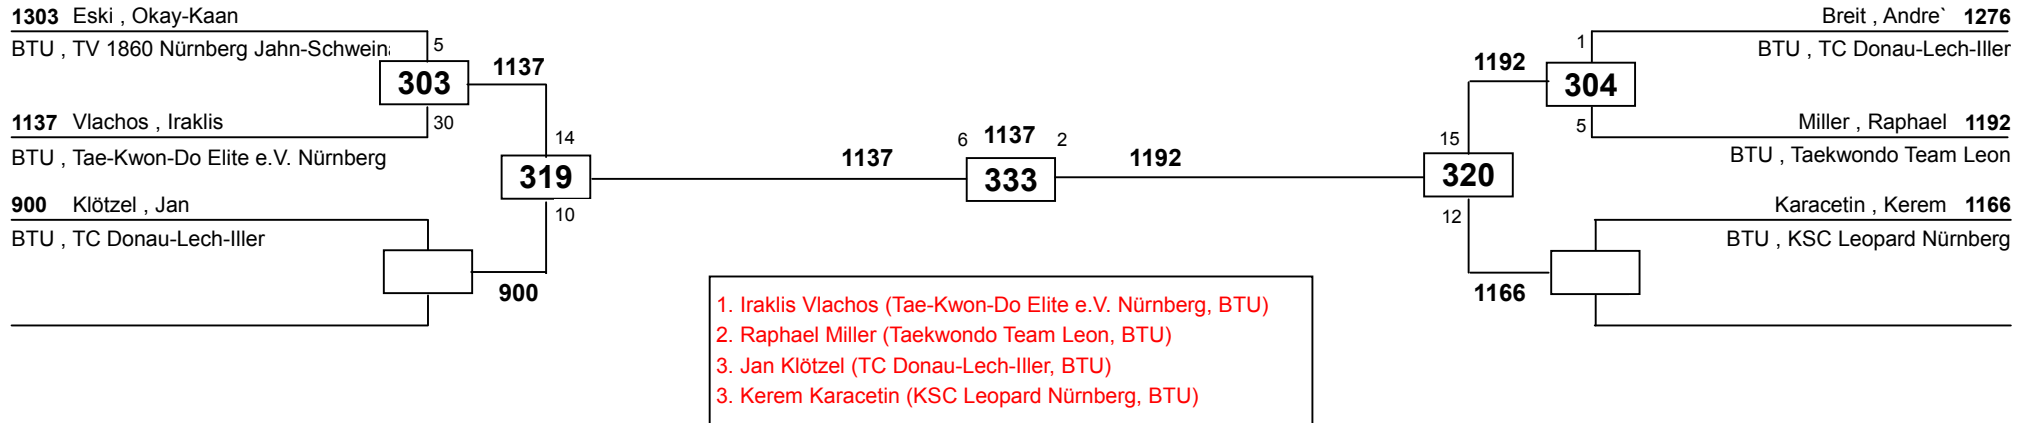 1303 Eski , Okay-Kaan
BTU , TV 1860 Nürnberg Jahn-Schwein
5
303
1137
1137 Vlachos , Iraklis
30
BTU , Tae-Kwon-Do Elite e.V. Nürnberg
14
319
10
900 Klötzel , Jan
BTU , TC Donau-Lech-Iller
900
1137
6 1137 2
333
1192
Breit , Andre` 1276
1
BTU , TC Donau-Lech-Iller
1192
304
Miller , Raphael 1192
5
BTU , Taekwondo Team Leon
15
320
12
Karacetin , Kerem 1166
BTU , KSC Leopard Nürnberg
1166
1. Iraklis Vlachos (Tae-Kwon-Do Elite e.V. Nürnberg, BTU)
2. Raphael Miller (Taekwondo Team Leon, BTU)
3. Jan Klötzel (TC Donau-Lech-Iller, BTU)
3. Kerem Karacetin (KSC Leopard Nürnberg, BTU)